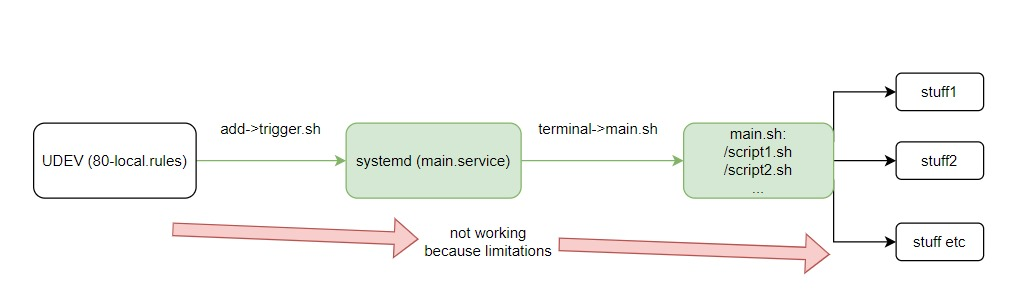 stuff1
add->trigger.sh
terminal->main.sh
UDEV (80-local.rules)
systemd (main.service)
main.sh:
/script1.sh
/script2.sh
...
stuff2
not working
because limitations
stuff etc